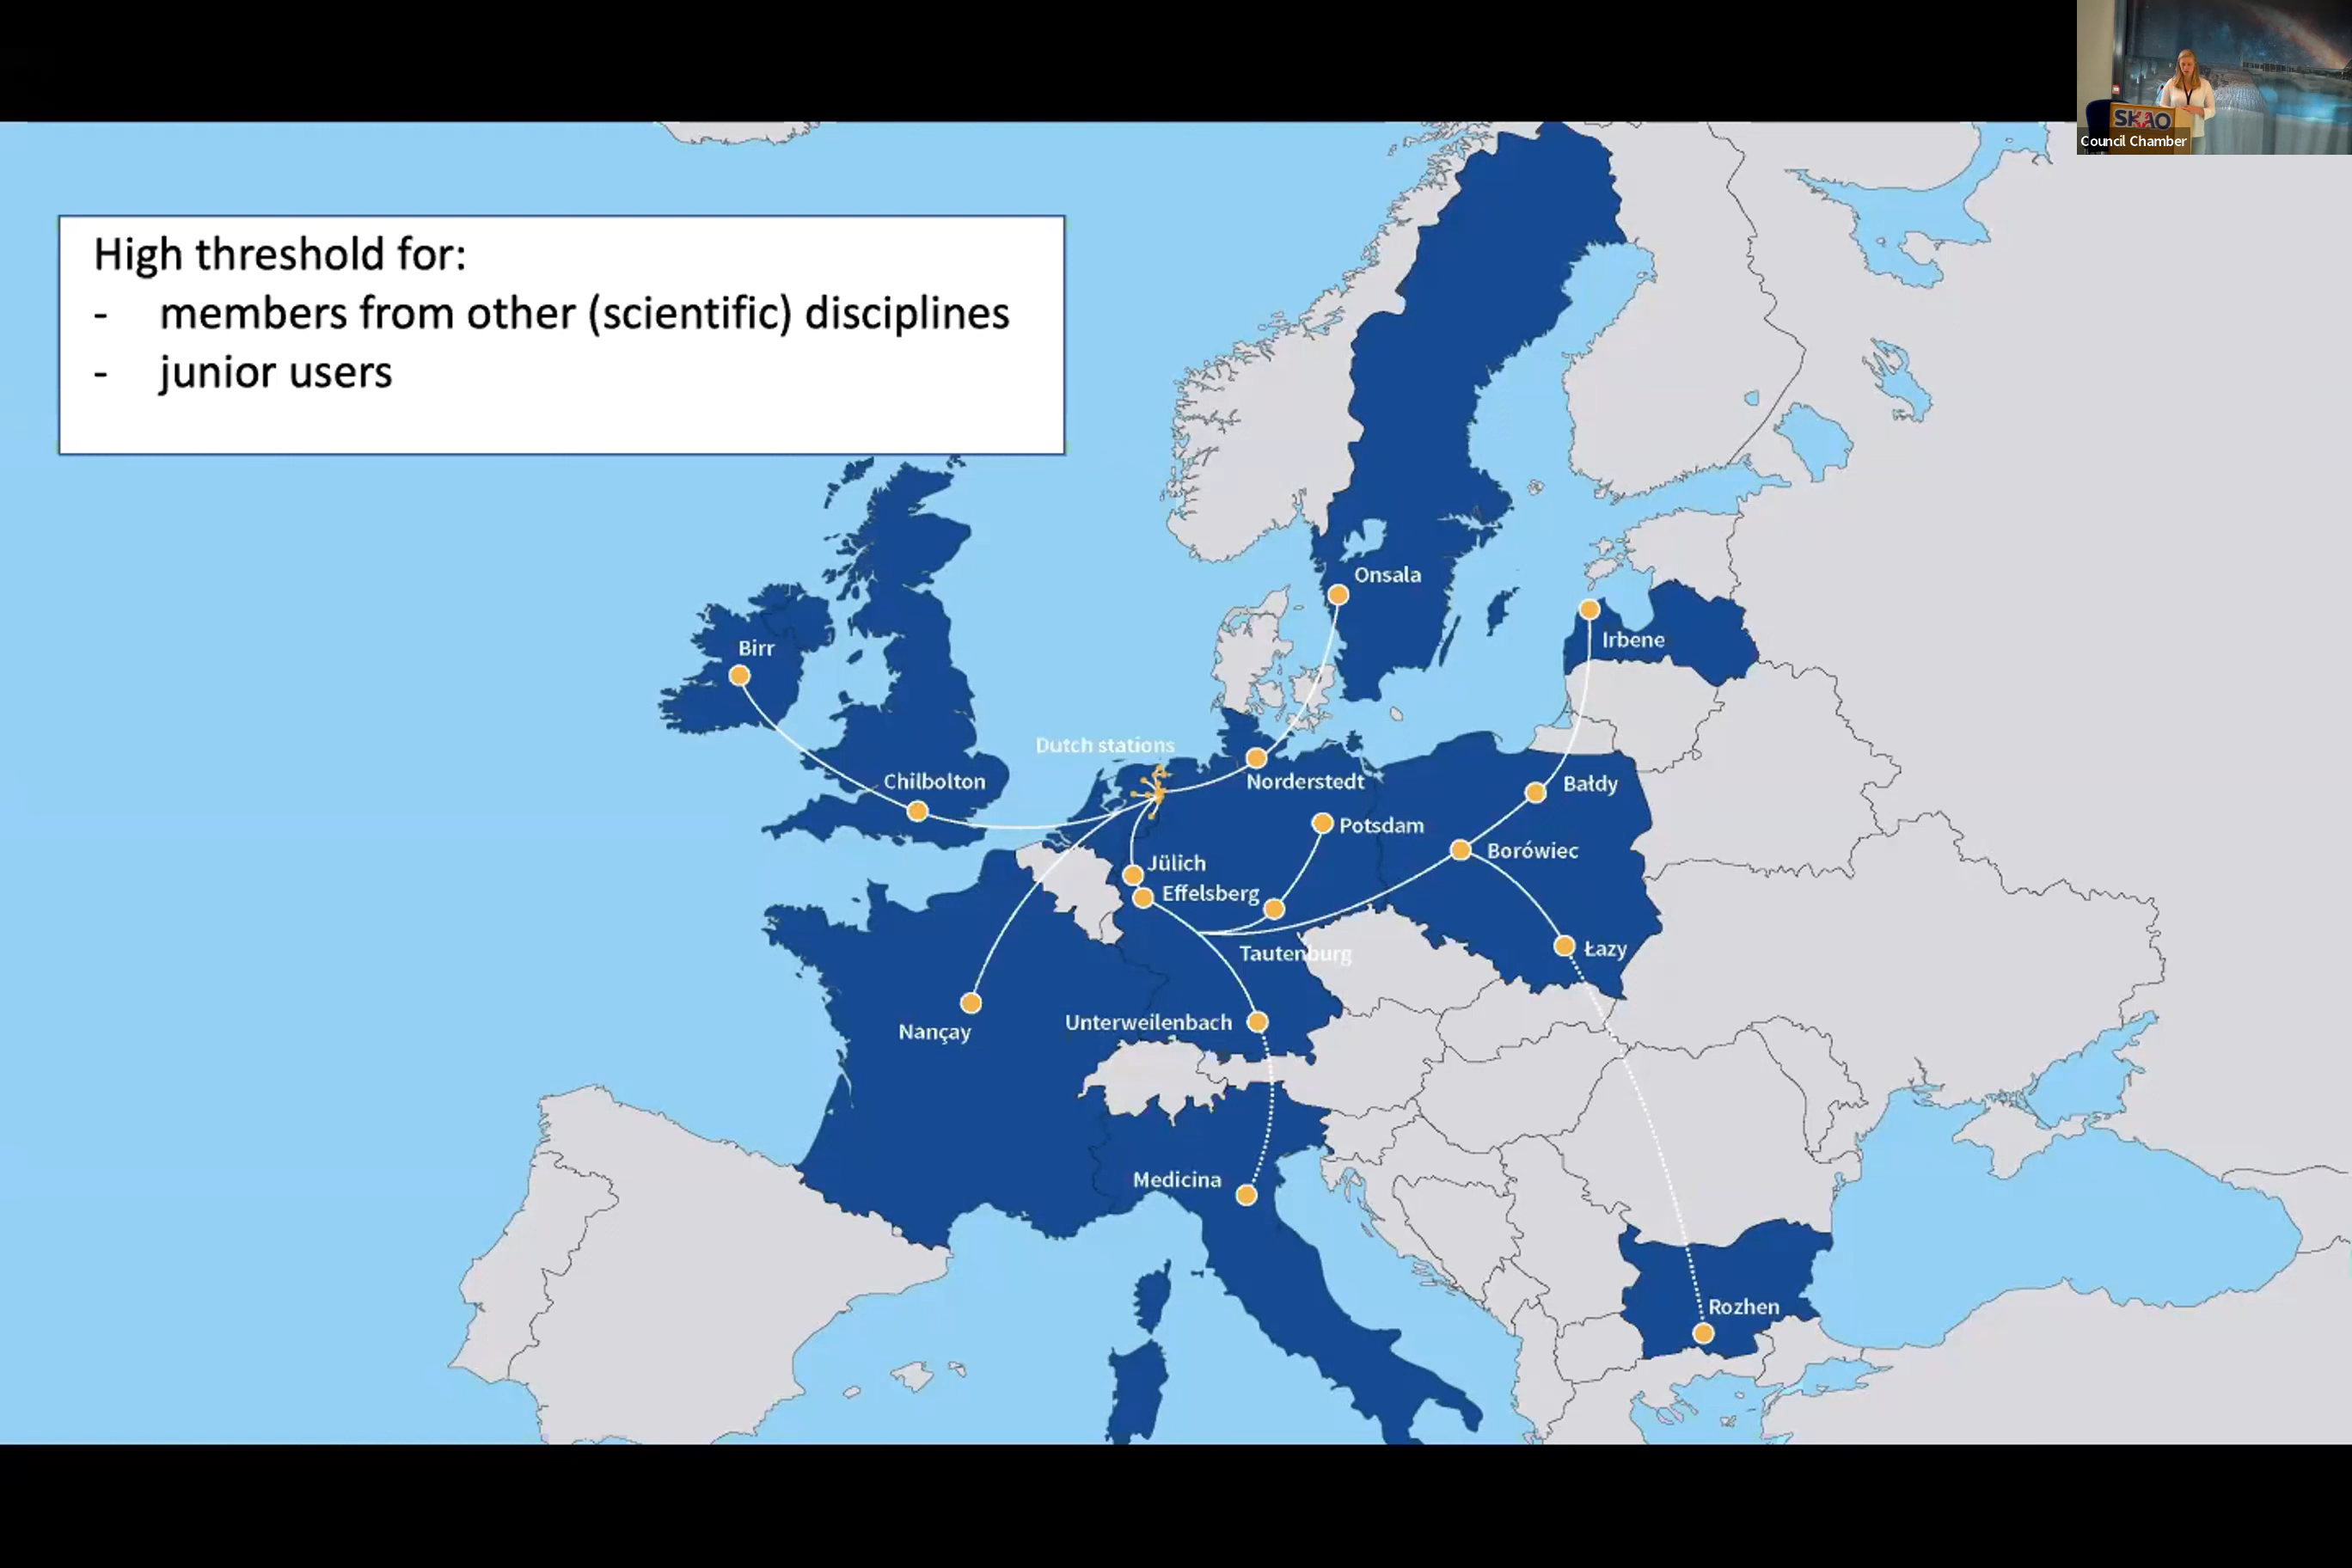 SKAO
Council Chamber
High threshold for:
- members from other (scientific) disciplines
- junior users
Onsala
Irbene
Birr
Dutch stations
Chilbolton
Norderstedt
Bałdy
Potsdam
Borówiec
Jülich
Effelsberg
Tautenburg
Łazy
Nançay
Unterweilenbach
Medicina
Rozhen